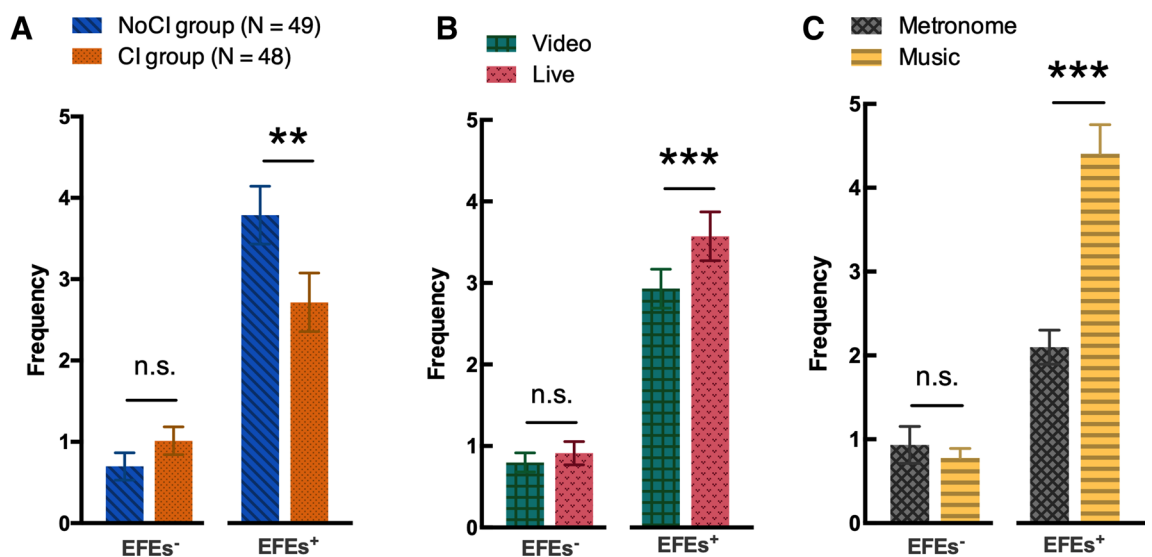 A
NoCI group (N = 49)
CI group (N = 48)
Frequency
5
4
3
2
1
0
n.s.
**
EFEs⁻
EFEs⁺
B
Video
Live
Frequency
5
4
3
2
1
0
n.s.
***
EFEs⁻
EFEs⁺
C
Metronome
Music
Frequency
5
4
3
2
1
0
n.s.
***
EFEs⁻
EFEs⁺